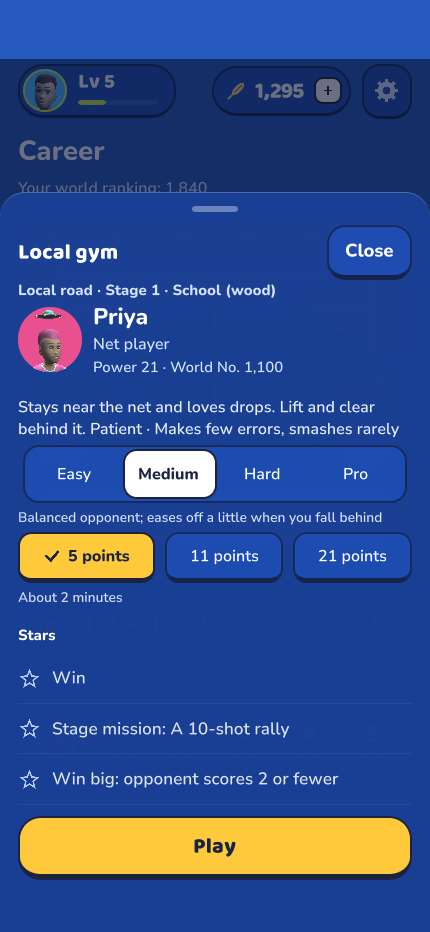 Lv 5
1,295
+
Career
Your world ranking: 1,840
Local gym
Close
Local road · Stage 1 · School (wood)
Priya
Net player
Power 21 · World No. 1,100
Stays near the net and loves drops. Lift and clear
behind it. Patient · Makes few errors, smashes rarely
Easy
Medium
Hard
Pro
Balanced opponent; eases off a little when you fall behind
5 points
11 points
21 points
About 2 minutes
Stars
Win
Stage mission: A 10-shot rally
Win big: opponent scores 2 or fewer
Play